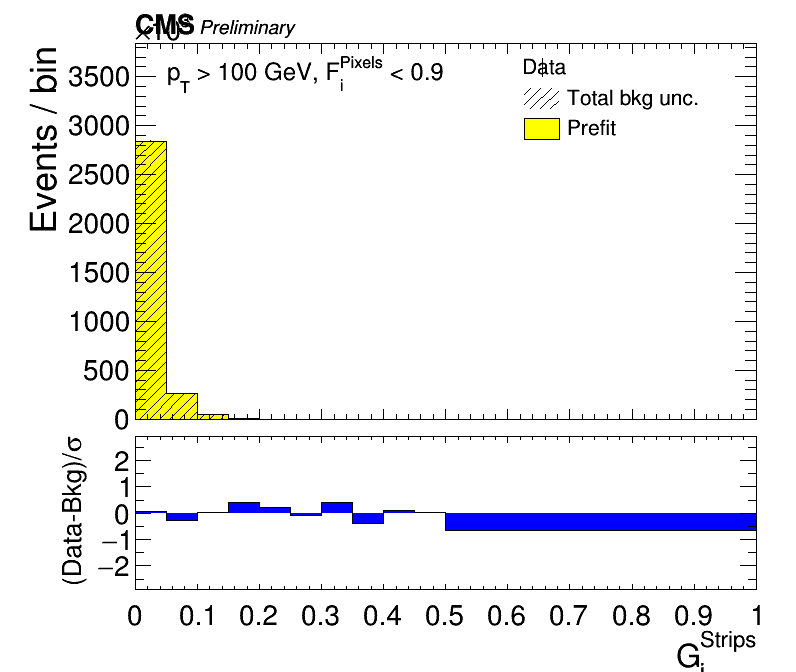 CMS Preliminary
×10³
Events / bin
3500
3000
2500
2000
1500
1000
500
0
p_T > 100 GeV, F_i^Pixels < 0.9
Data
Total bkg unc.
Prefit
(Data-Bkg)/σ
2
1
0
−1
−2
0 0.1 0.2 0.3 0.4 0.5 0.6 0.7 0.8 0.9 1
G_i^Strips